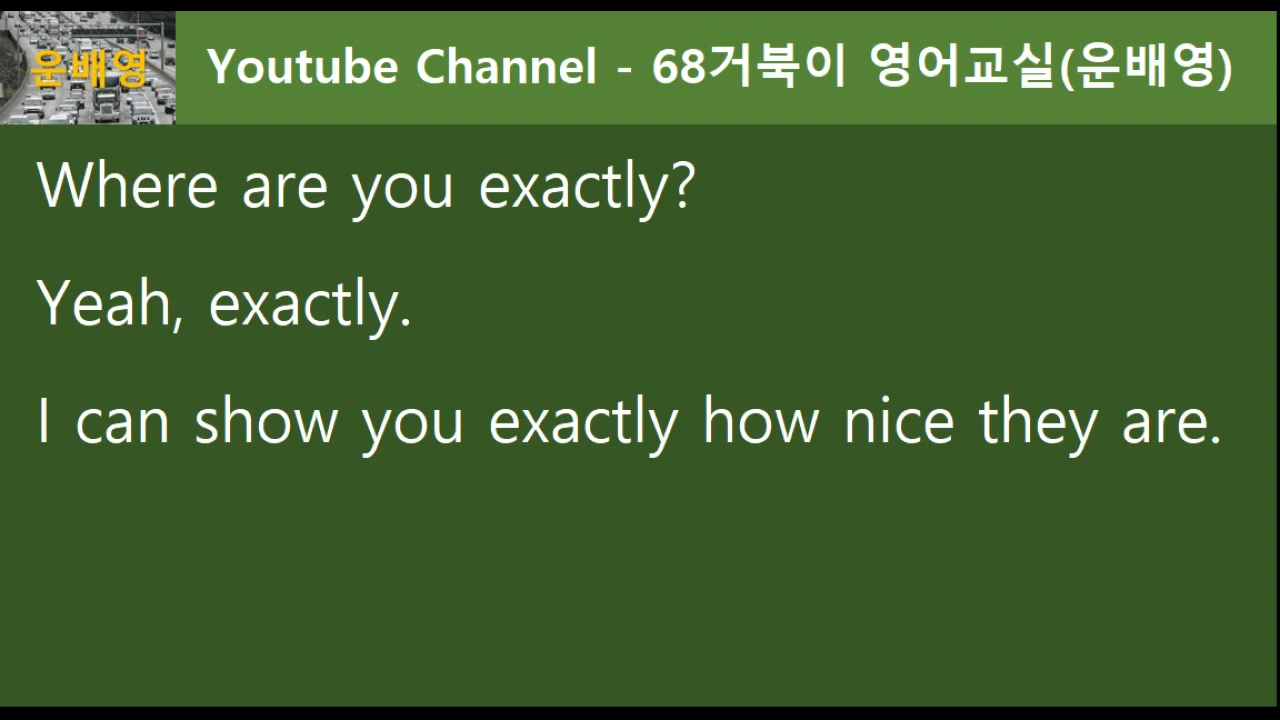 운배영
Youtube Channel - 68거북이 영어교실(운배영)
Where are you exactly?
Yeah, exactly.
I can show you exactly how nice they are.